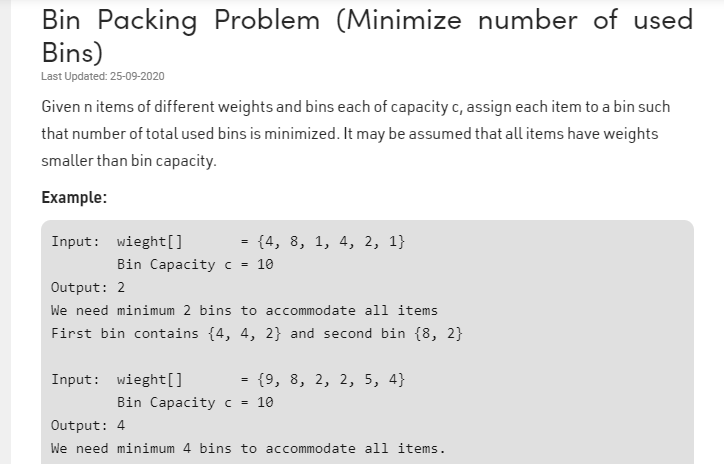 Bin Packing Problem (Minimize number of used
Bins)
Last Updated: 25-09-2020
Given n items of different weights and bins each of capacity c, assign each item to a bin such
that number of total used bins is minimized. It may be assumed that all items have weights
smaller than bin capacity.
Example:
Input:  wieght[]       = {4, 8, 1, 4, 2, 1}
Bin Capacity c = 10
Output: 2
We need minimum 2 bins to accommodate all items
First bin contains {4, 4, 2} and second bin {8, 2}
Input:  wieght[]       = {9, 8, 2, 2, 5, 4}
Bin Capacity c = 10
Output: 4
We need minimum 4 bins to accommodate all items.